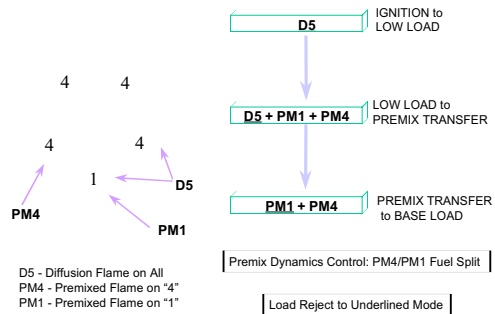 IGNITION to
LOW LOAD
D5
4 4
LOW LOAD to
PREMIX TRANSFER
D5 + PM1 + PM4
4 4
1
D5
PM4
PM1
PREMIX TRANSFER
to BASE LOAD
PM1 + PM4
Premix Dynamics Control: PM4/PM1 Fuel Split
D5 - Diffusion Flame on All
PM4 - Premixed Flame on "4"
PM1 - Premixed Flame on "1"
Load Reject to Underlined Mode